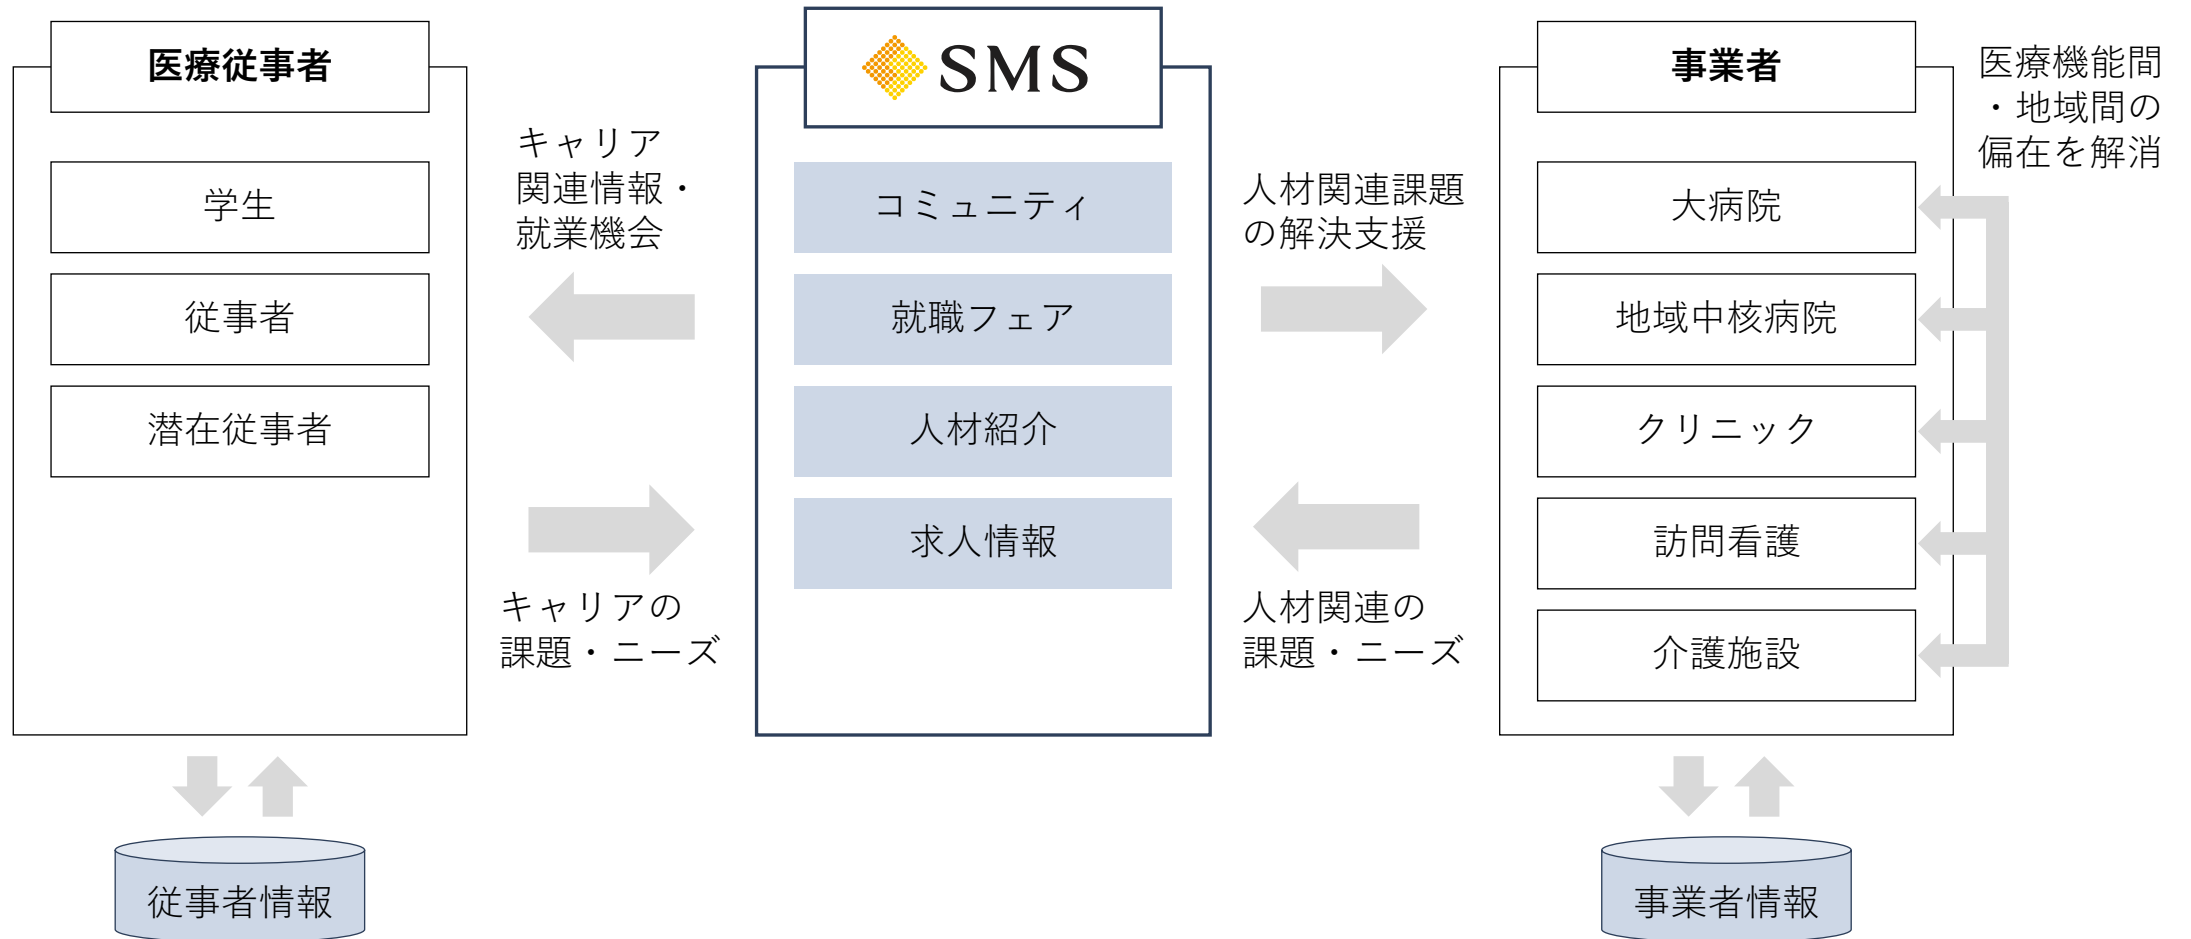 医療従事者
学生
従事者
潜在従事者
キャリア
関連情報・
就業機会
キャリアの
課題・ニーズ
SMS
コミュニティ
就職フェア
人材紹介
求人情報
人材関連課題
の解決支援
人材関連の
課題・ニーズ
事業者
大病院
地域中核病院
クリニック
訪問看護
介護施設
医療機能間
・地域間の
偏在を解消
従事者情報
事業者情報